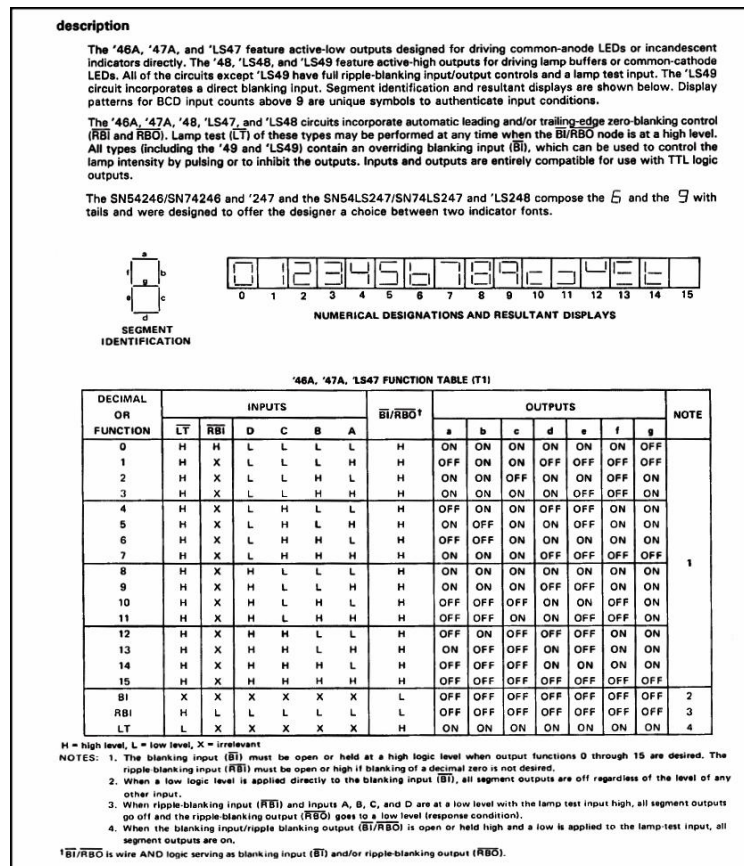 description
The '46A, '47A, and 'LS47 feature active-low outputs designed for driving common-anode LEDs or incandescent
indicators directly. The '48, 'LS48, and 'LS49 feature active-high outputs for driving lamp buffers or common-cathode
LEDs. All of the circuits except 'LS49 have full ripple-blanking input/output controls and a lamp test input. The 'LS49
circuit incorporates a direct blanking input. Segment identification and resultant displays are shown below. Display
patterns for BCD input counts above 9 are unique symbols to authenticate input conditions.
The '46A, '47A, '48, 'LS47, and 'LS48 circuits incorporate automatic leading and/or trailing-edge zero-blanking control
(R̅B̅I̅ and R̅B̅O̅). Lamp test (L̅T̅) of these types may be performed at any time when the B̅I̅/R̅B̅O̅ node is at a high level.
All types (including the '49 and 'LS49) contain an overriding blanking input (B̅I̅), which can be used to control the
lamp intensity by pulsing or to inhibit the outputs. Inputs and outputs are entirely compatible for use with TTL logic
outputs.
The SN54246/SN74246 and '247 and the SN54LS247/SN74LS247 and 'LS248 compose the 6 and the 9 with
tails and were designed to offer the designer a choice between two indicator fonts.
a
f b
g
e c
d
SEGMENT
IDENTIFICATION
0 1 2 3 4 5 6 7 8 9 10 11 12 13 14 15
NUMERICAL DESIGNATIONS AND RESULTANT DISPLAYS
'46A, '47A, 'LS47 FUNCTION TABLE (T1)
DECIMAL
OR
FUNCTION INPUTS B̅I̅/R̅B̅O̅† OUTPUTS NOTE
L̅T̅ R̅B̅I̅ D C B A a b c d e f g
0 H H L L L L H ON ON ON ON ON ON OFF
1 H X L L L H H OFF ON ON OFF OFF OFF OFF
2 H X L L H L H ON ON OFF ON ON OFF ON
3 H X L L H H H ON ON ON ON OFF OFF ON
4 H X L H L L H OFF ON ON OFF OFF ON ON
5 H X L H L H H ON OFF ON ON OFF ON ON
6 H X L H H L H OFF OFF ON ON ON ON ON
7 H X L H H H H ON ON ON OFF OFF OFF OFF
1
8 H X H L L L H ON ON ON ON ON ON ON
9 H X H L L H H ON ON ON OFF OFF ON ON
10 H X H L H L H OFF OFF OFF ON ON OFF ON
11 H X H L H H H OFF OFF ON ON OFF OFF ON
12 H X H H L L H OFF ON OFF OFF OFF ON ON
13 H X H H L H H ON OFF OFF ON OFF ON ON
14 H X H H H L H OFF OFF OFF ON ON ON ON
15 H X H H H H H OFF OFF OFF OFF OFF OFF OFF
BI X X X X X X L OFF OFF OFF OFF OFF OFF OFF 2
RBI H L L L L L L OFF OFF OFF OFF OFF OFF OFF 3
LT L X X X X X H ON ON ON ON ON ON ON 4
H = high level, L = low level, X = irrelevant
NOTES: 1. The blanking input (B̅I̅) must be open or held at a high logic level when output functions 0 through 15 are desired. The
ripple-blanking input (R̅B̅I̅) must be open or high if blanking of a decimal zero is not desired.
2. When a low logic level is applied directly to the blanking input (B̅I̅), all segment outputs are off regardless of the level of any
other input.
3. When ripple-blanking input (R̅B̅I̅) and inputs A, B, C, and D are at a low level with the lamp test input high, all segment outputs
go off and the ripple-blanking output (R̅B̅O̅) goes to a low level (response condition).
4. When the blanking input/ripple blanking output (B̅I̅/R̅B̅O̅) is open or held high and a low is applied to the lamp-test input, all
segment outputs are on.
†B̅I̅/R̅B̅O̅ is wire AND logic serving as blanking input (B̅I̅) and/or ripple-blanking output (R̅B̅O̅).